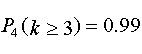 P₄(k ≥ 3) = 0.99